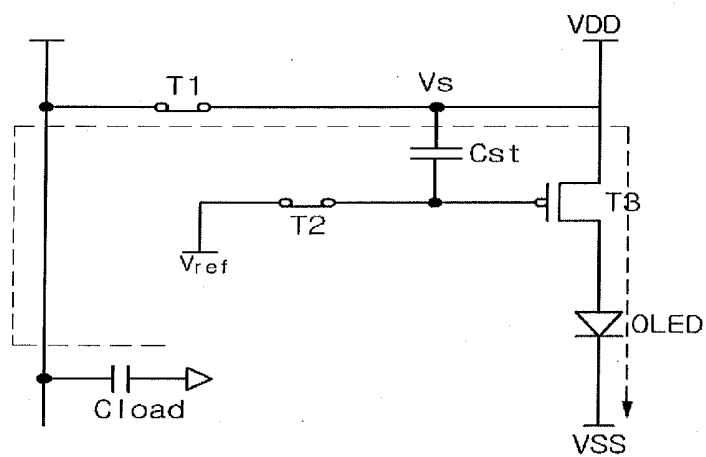 VDD
T1
Vs
Cst
T3
T2
Vref
OLED
Cload
VSS